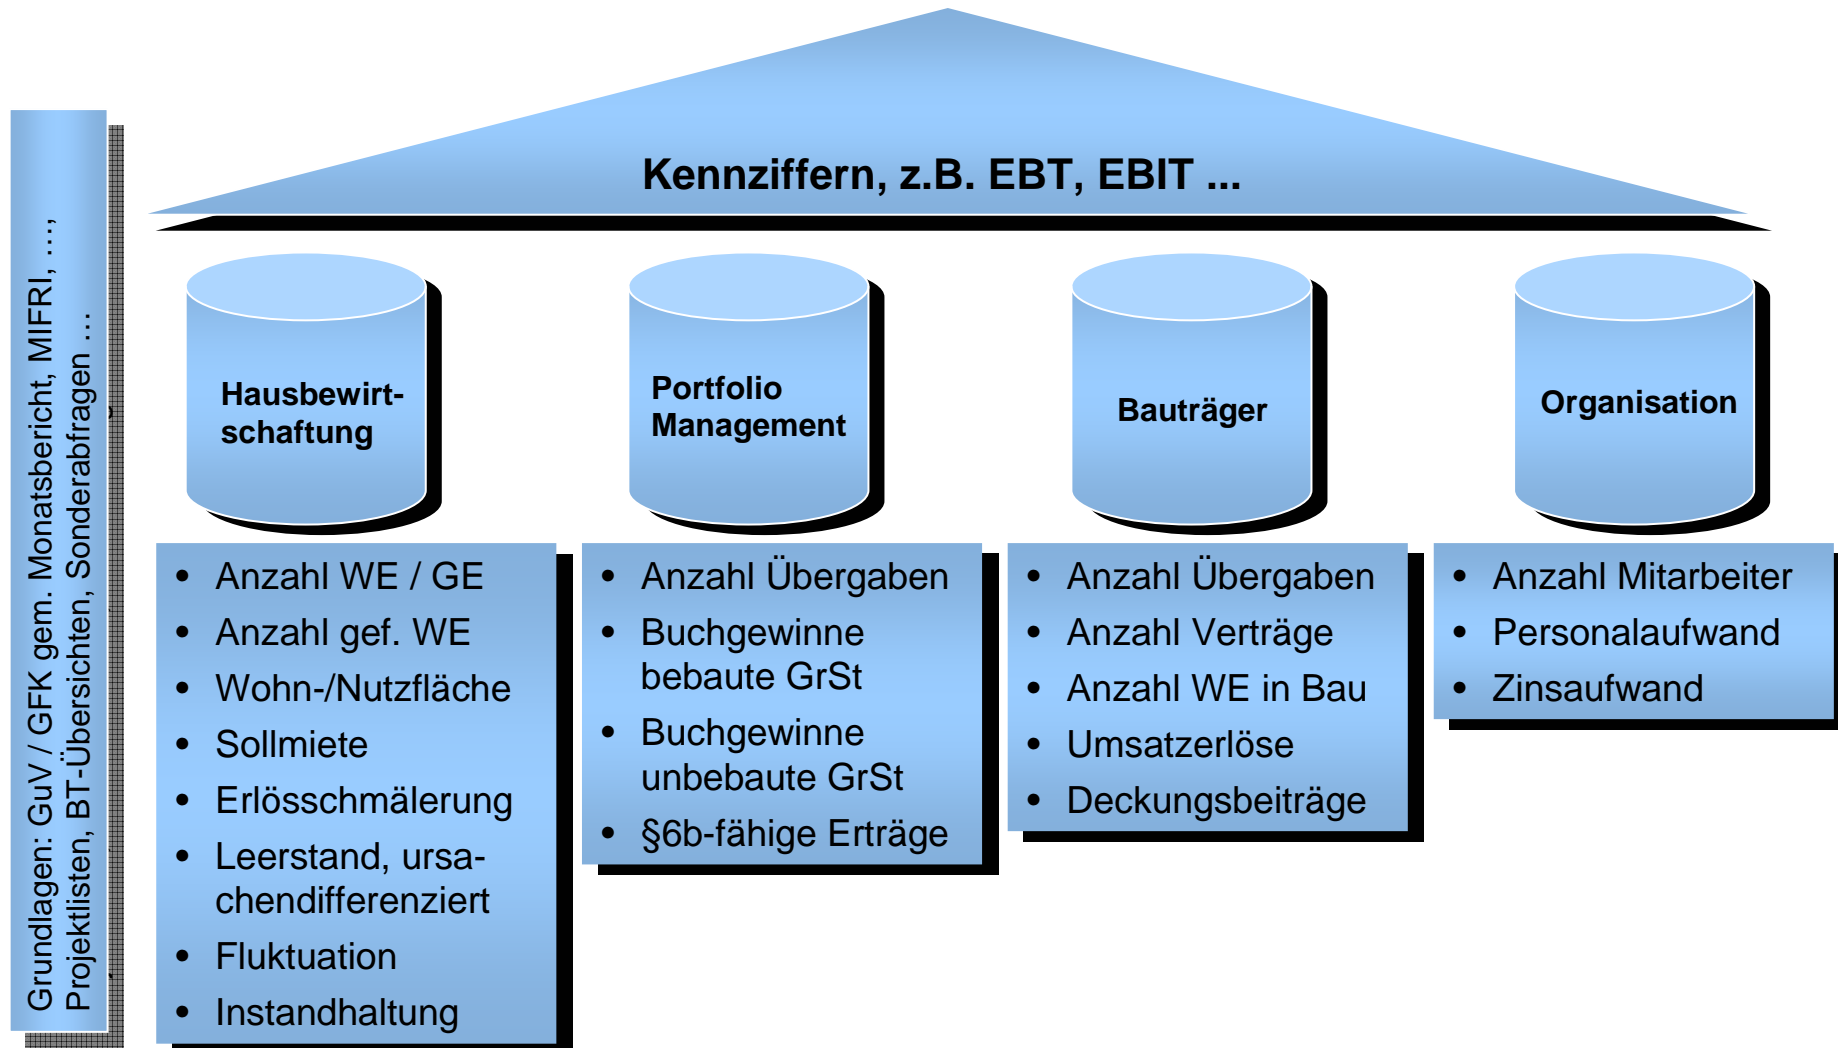 Kennziffern, z.B. EBT, EBIT ...
Grundlagen: GuV / GFK gem. Monatsbericht, MIFRI, …,
Projektlisten, BT-Übersichten, Sonderabfragen …
Hausbewirt-
schaftung
• Anzahl WE / GE
• Anzahl gef. WE
• Wohn-/Nutzfläche
• Sollmiete
• Erlösschmälerung
• Leerstand, ursa-
chendifferenziert
• Fluktuation
• Instandhaltung
Portfolio
Management
• Anzahl Übergaben
• Buchgewinne
bebaute GrSt
• Buchgewinne
unbebaute GrSt
• §6b-fähige Erträge
Bauträger
• Anzahl Übergaben
• Anzahl Verträge
• Anzahl WE in Bau
• Umsatzerlöse
• Deckungsbeiträge
Organisation
• Anzahl Mitarbeiter
• Personalaufwand
• Zinsaufwand